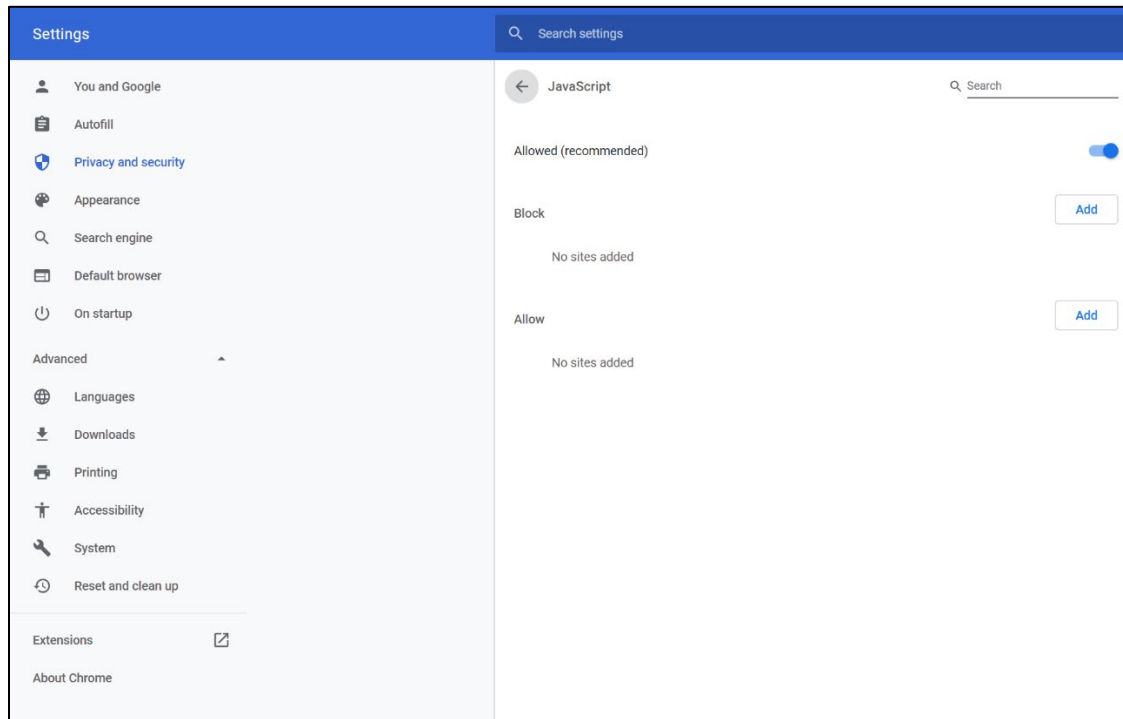 Settings
Search settings
You and Google
Autofill
Privacy and security
Appearance
Search engine
Default browser
On startup
Advanced
Languages
Downloads
Printing
Accessibility
System
Reset and clean up
Extensions
About Chrome
JavaScript
Search
Allowed (recommended)
Block
Add
No sites added
Allow
Add
No sites added